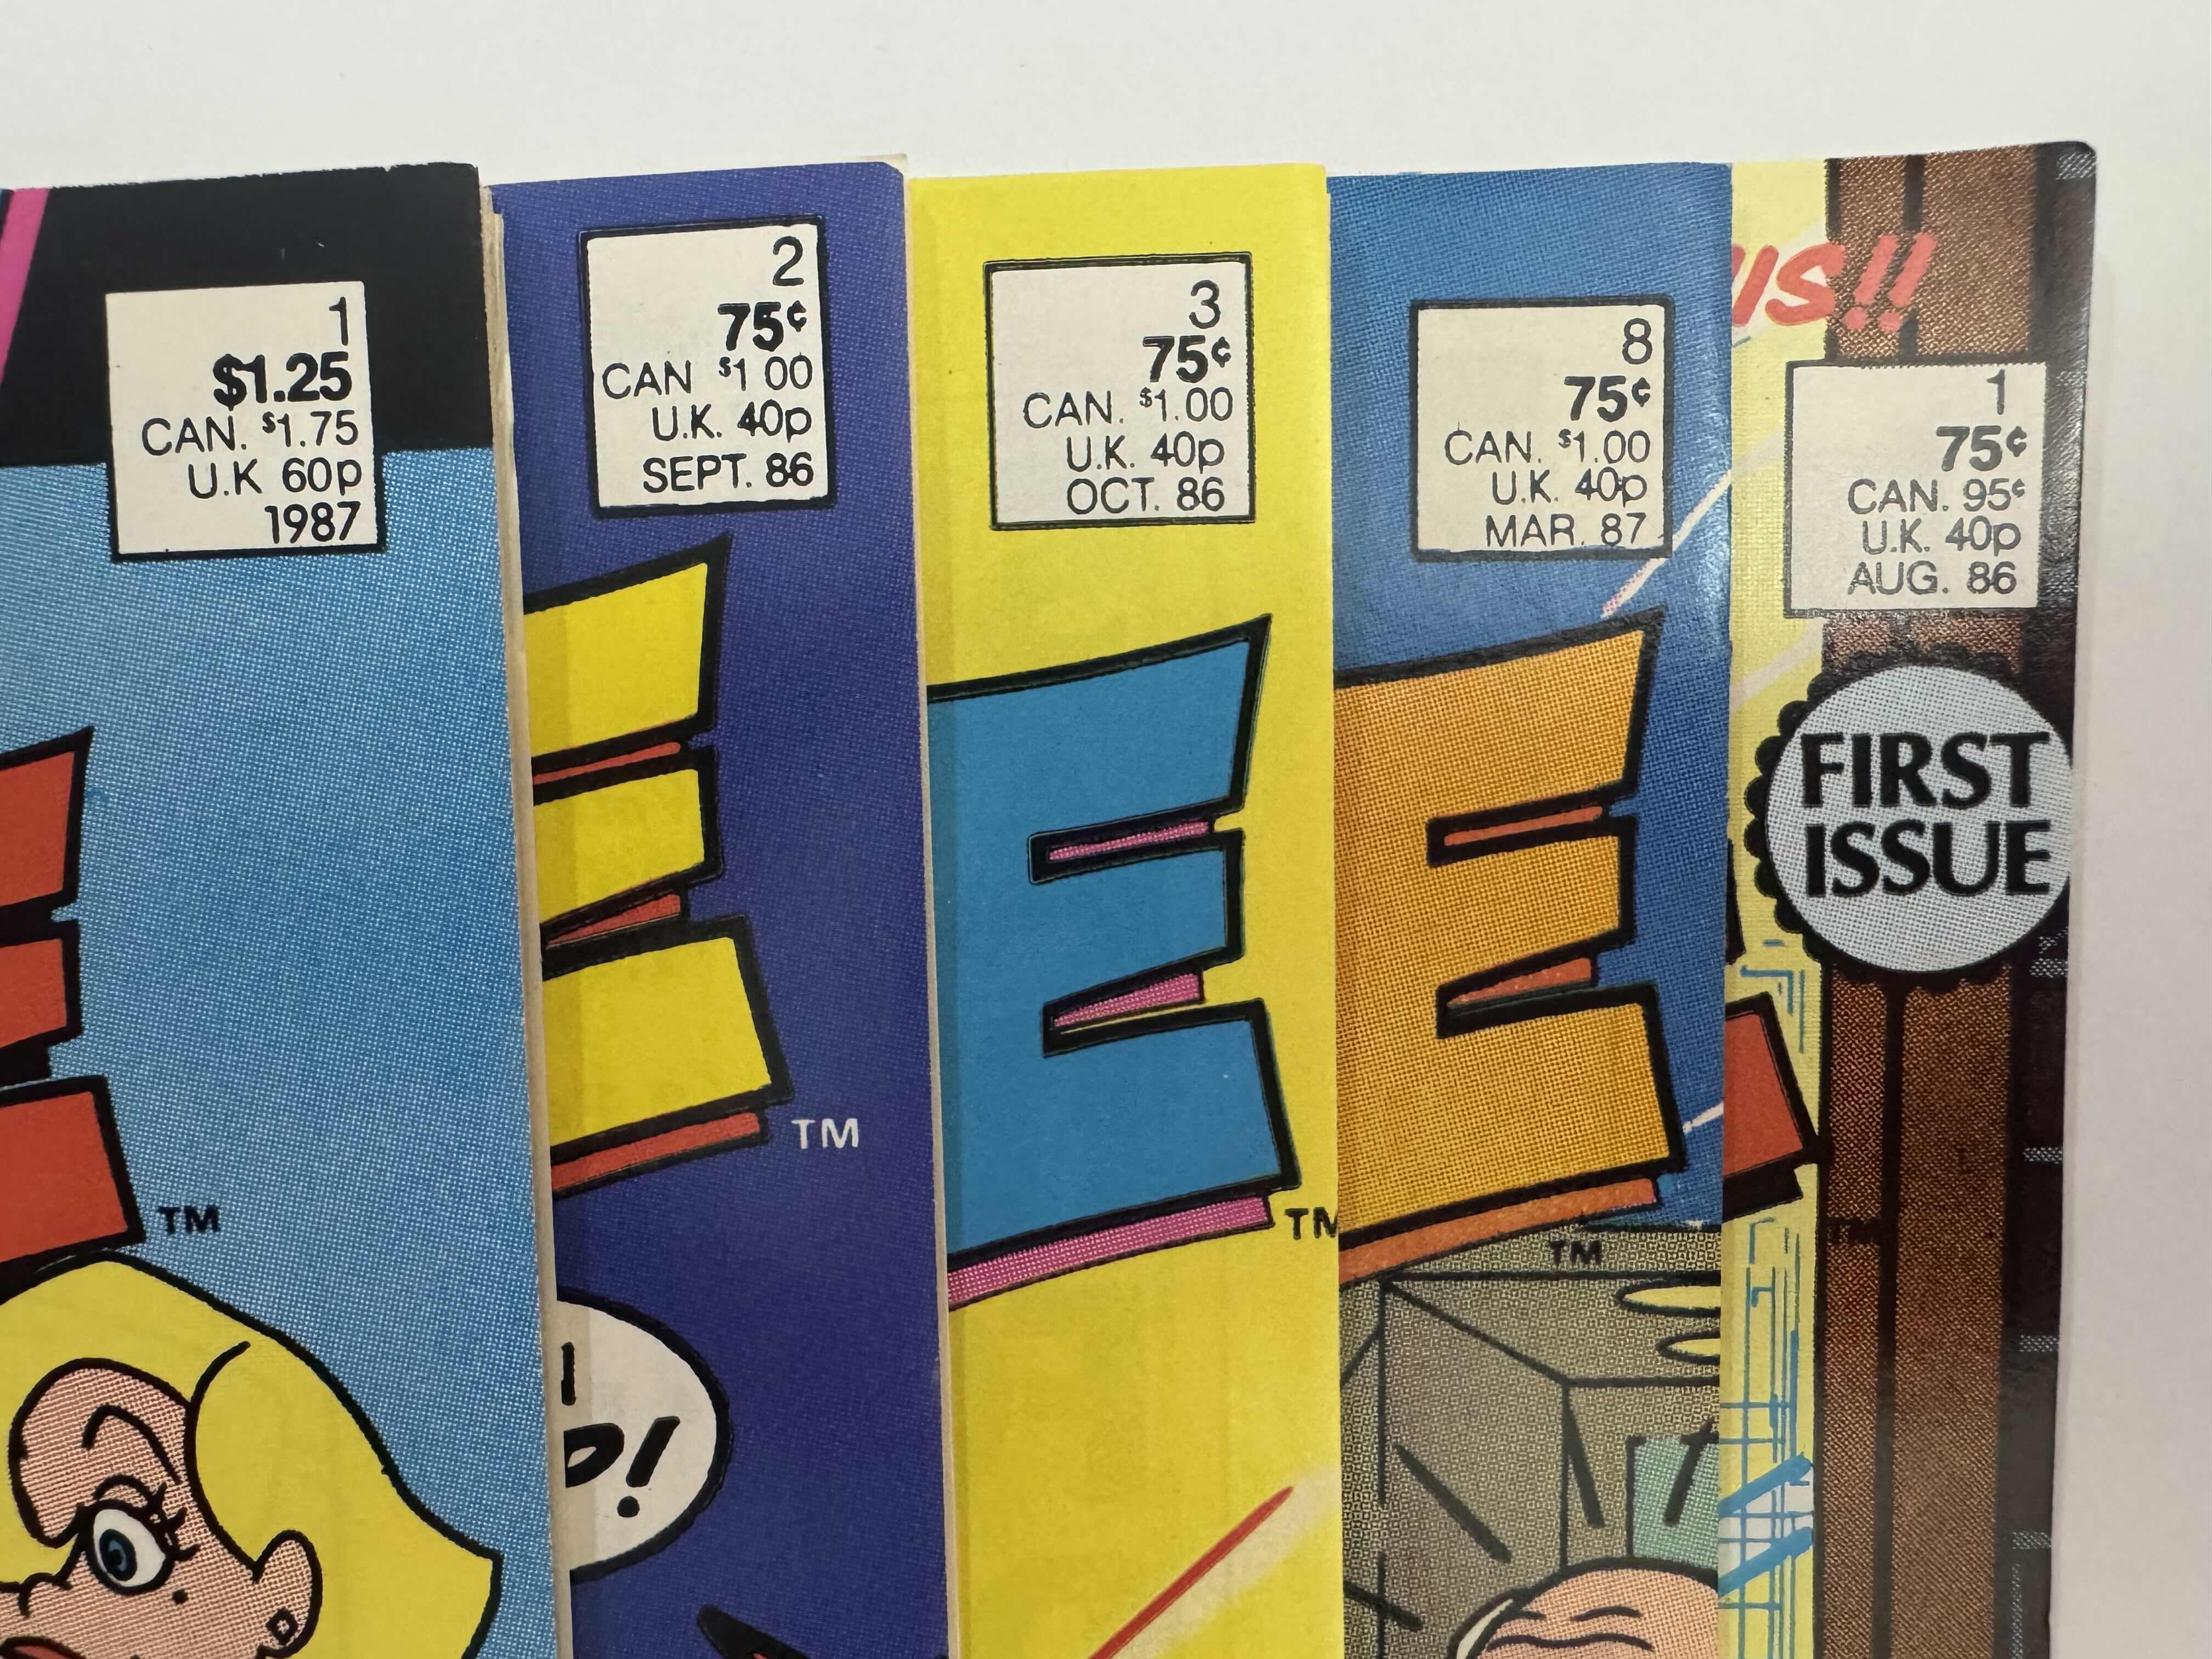 1
$1.25
CAN. $1.75
U.K 60p
1987
E
TM
2
75¢
CAN $1 00
U.K. 40p
SEPT. 86
E
TM
3
75¢
CAN. $1.00
U.K. 40p
OCT. 86
E
TM
8
75¢
CAN. $1.00
U.K. 40p
MAR. 87
E
TM
IS!!
1
75¢
CAN. 95¢
U.K. 40p
AUG. 86
FIRST
ISSUE
TM